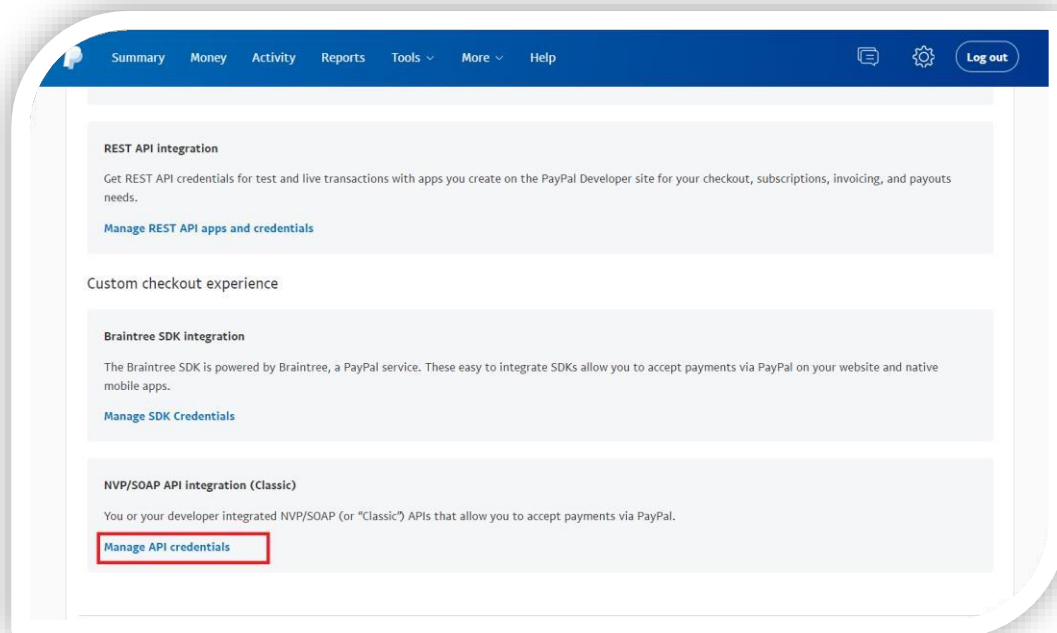 Summary Money Activity Reports Tools More Help Log out
REST API integration
Get REST API credentials for test and live transactions with apps you create on the PayPal Developer site for your checkout, subscriptions, invoicing, and payouts
needs.
Manage REST API apps and credentials
Custom checkout experience
Braintree SDK integration
The Braintree SDK is powered by Braintree, a PayPal service. These easy to integrate SDKs allow you to accept payments via PayPal on your website and native
mobile apps.
Manage SDK Credentials
NVP/SOAP API integration (Classic)
You or your developer integrated NVP/SOAP (or “Classic”) APIs that allow you to accept payments via PayPal.
Manage API credentials